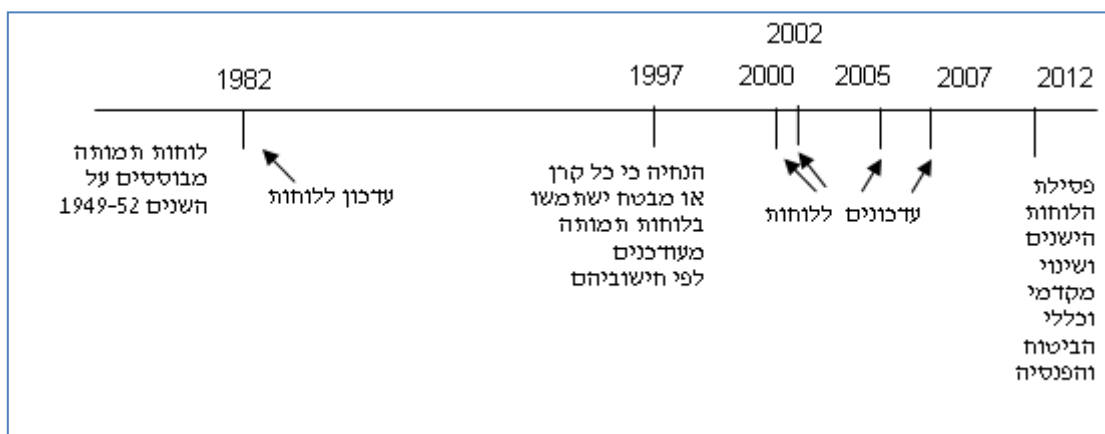 2002
1982
1997
2000
2005
2007
2012
לוחות תמותה
מבוססים על
השנים 1949-52
עדכון ללוחות
הנחיה כי כל קרן
או מבטח ישתמשו
בלוחות תמותה
מעודכנים
לפי חישוביהם
עדכונים ללוחות
פסילת
הלוחות
הישנים
ושינוי
מקדמי
וכללי
הביטוח
והפנסיה